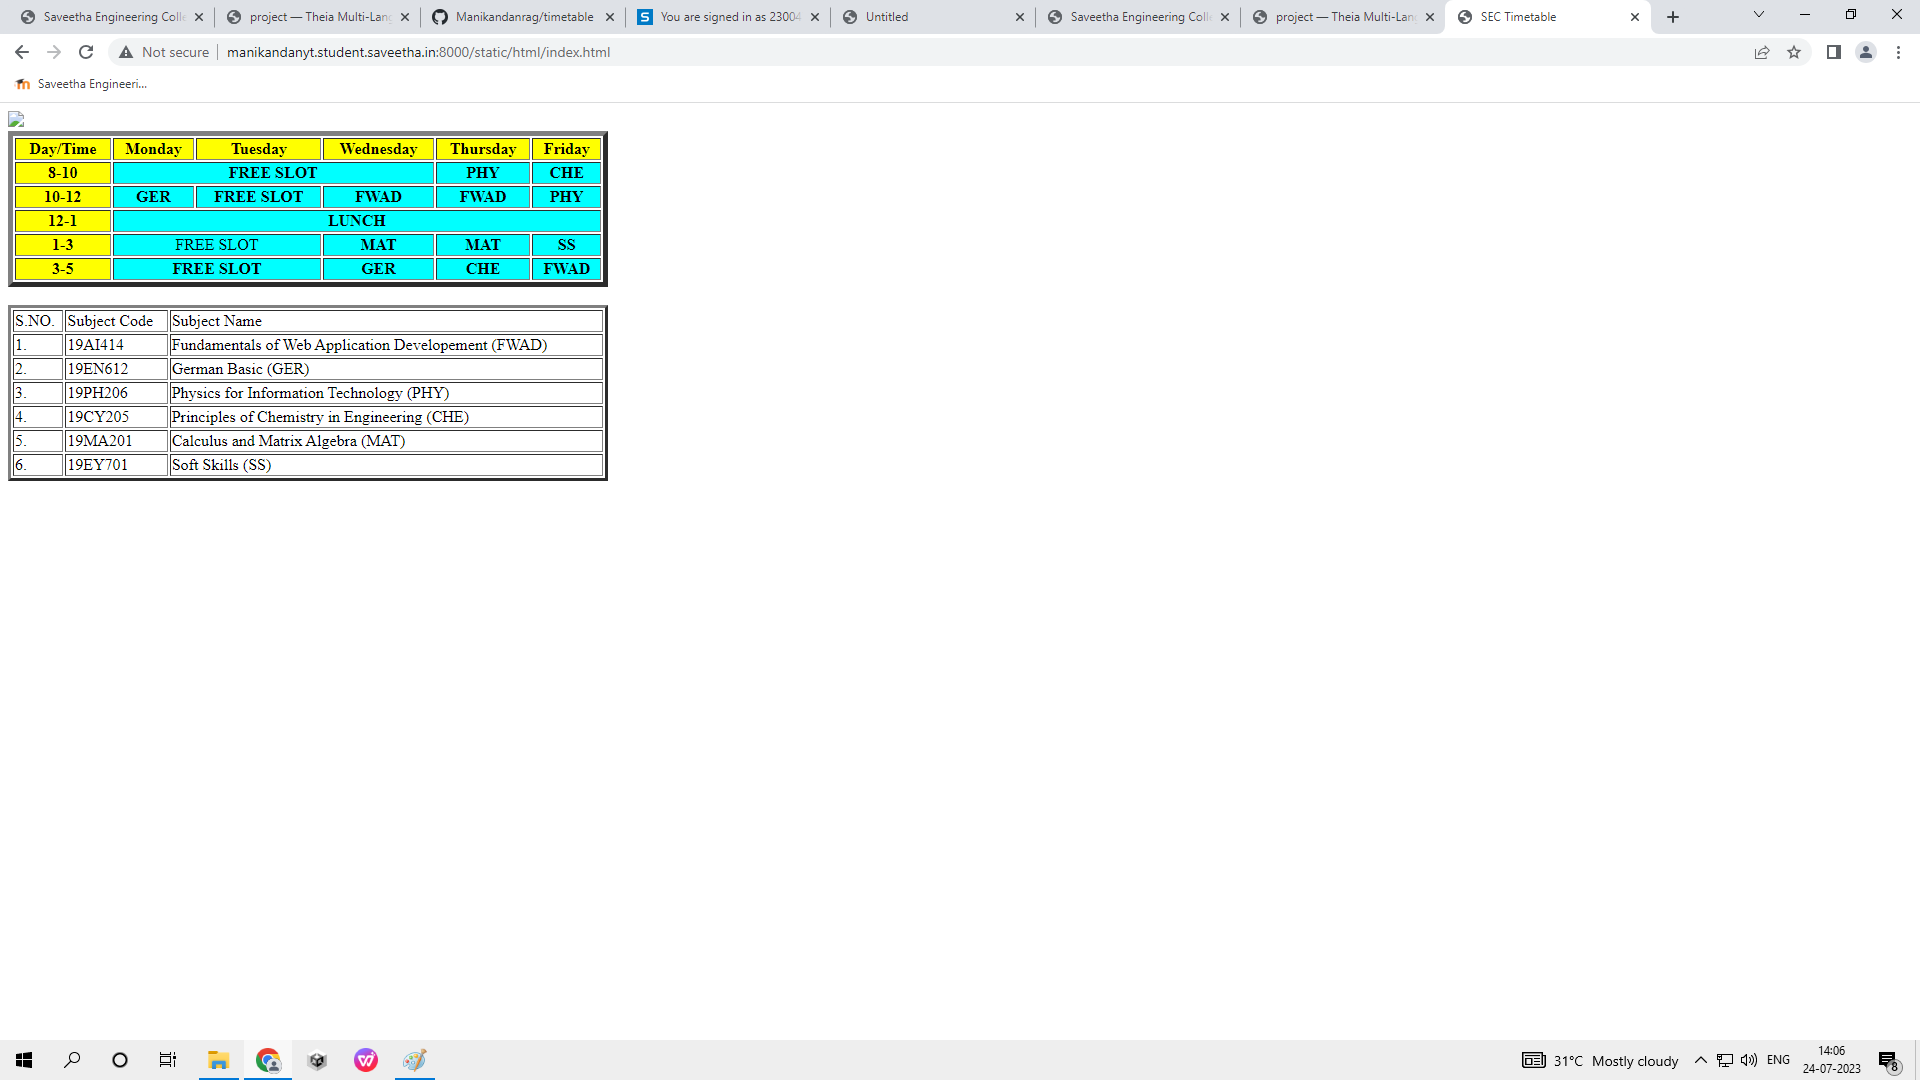 Saveetha Engineering Colle
project — Theia Multi-Lang
Manikandanrag/timetable
S You are signed in as 23004
Untitled
Saveetha Engineering Colle
project — Theia Multi-Lang
SEC Timetable
Not secure manikandanyt.student.saveetha.in:8000/static/html/index.html
Saveetha Engineeri...
Day/Time Monday Tuesday Wednesday Thursday Friday
8-10 FREE SLOT PHY CHE
10-12 GER FREE SLOT FWAD FWAD PHY
12-1 LUNCH
1-3 FREE SLOT MAT MAT SS
3-5 FREE SLOT GER CHE FWAD
S.NO. Subject Code Subject Name
1. 19AI414 Fundamentals of Web Application Developement (FWAD)
2. 19EN612 German Basic (GER)
3. 19PH206 Physics for Information Technology (PHY)
4. 19CY205 Principles of Chemistry in Engineering (CHE)
5. 19MA201 Calculus and Matrix Algebra (MAT)
6. 19EY701 Soft Skills (SS)
31°C Mostly cloudy
ENG
14:06
24-07-2023
8